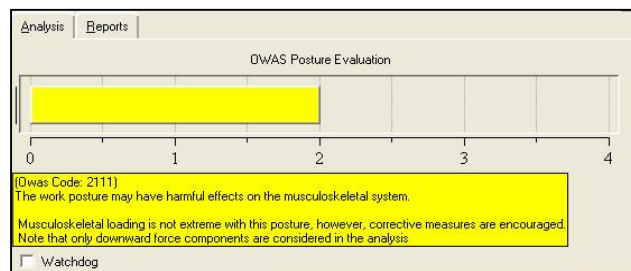 Analysis Reports
OWAS Posture Evaluation
0 1 2 3 4
(Owas Code: 2111)
The work posture may have harmful effects on the musculoskeletal system.
Musculoskeletal loading is not extreme with this posture, however, corrective measures are encouraged.
Note that only downward force components are considered in the analysis
Watchdog